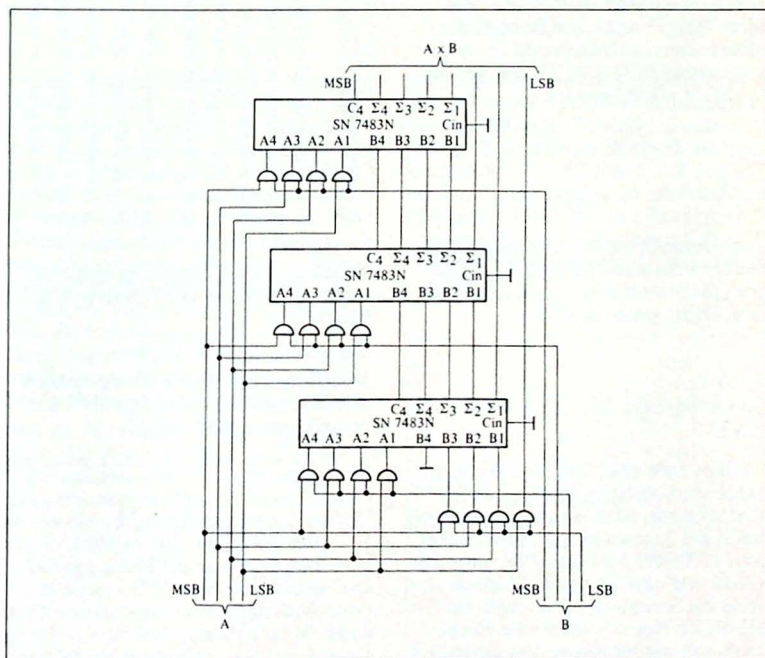 A x B
MSB LSB
C4 Σ4 Σ3 Σ2 Σ1
SN 7483N Cin
A4 A3 A2 A1 B4 B3 B2 B1
C4 Σ4 Σ3 Σ2 Σ1
SN 7483N Cin
A4 A3 A2 A1 B4 B3 B2 B1
C4 Σ4 Σ3 Σ2 Σ1
SN 7483N Cin
A4 A3 A2 A1 B4 B3 B2 B1
MSB LSB MSB LSB
A B